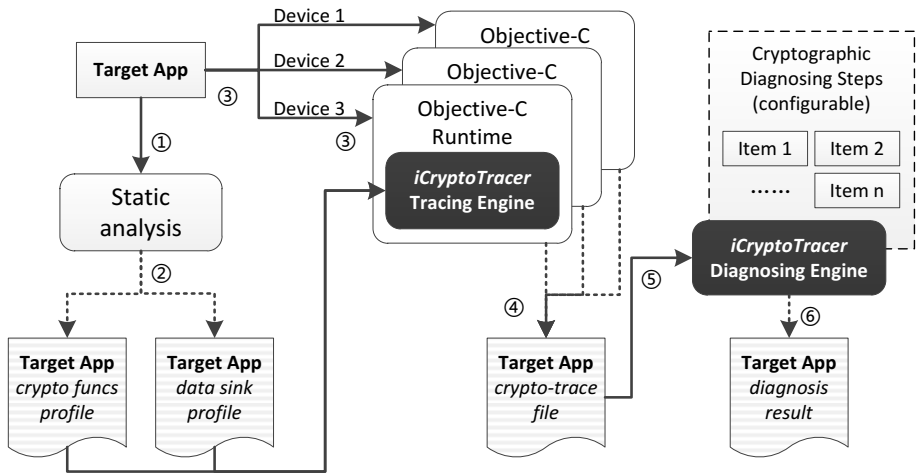 Device 1
Objective-C
Target App
Device 2
Objective-C
③
Device 3
③
Objective-C
Runtime
Cryptographic
Diagnosing Steps
(configurable)
Item 1
Item 2
……
Item n
①
iCryptoTracer
Tracing Engine
Static
analysis
iCryptoTracer
Diagnosing Engine
②
④
⑤
⑥
Target App
crypto funcs
profile
Target App
data sink
profile
Target App
crypto-trace
file
Target App
diagnosis
result